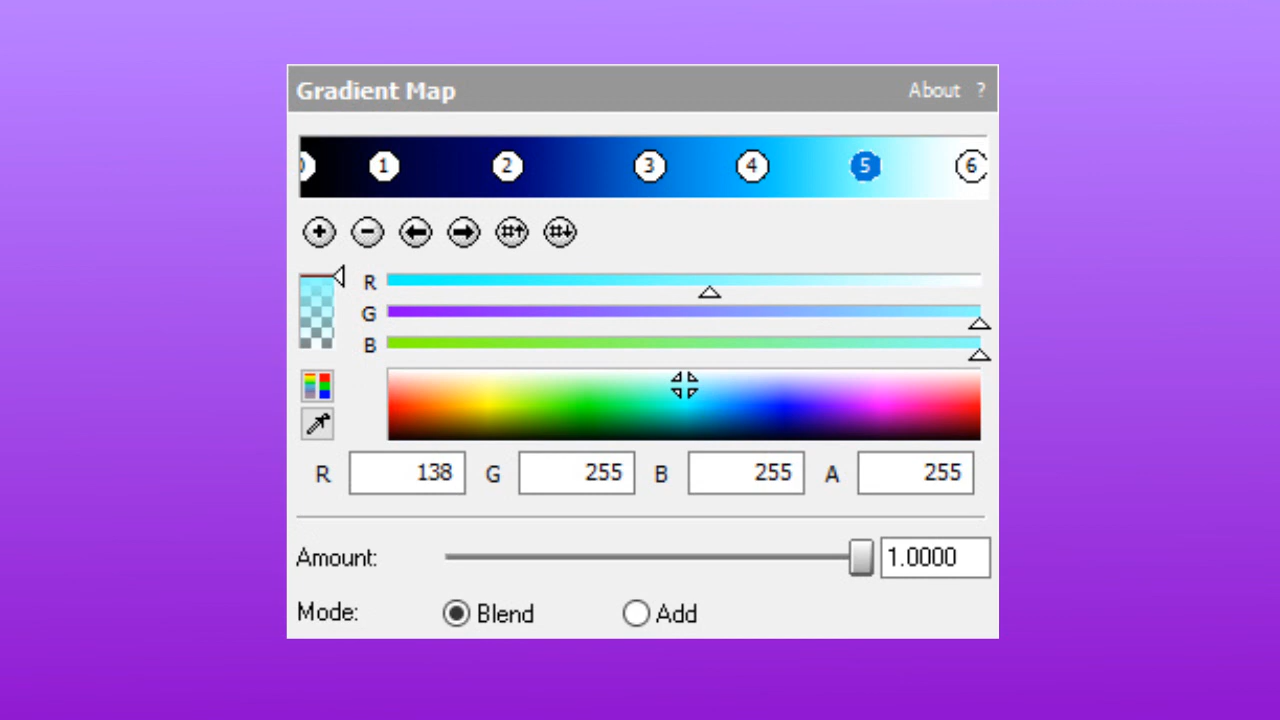 Gradient Map About ?
1 2 3 4 5 6
+ - # #
R
G
B
R 138 G 255 B 255 A 255
Amount: 1.0000
Mode: Blend Add